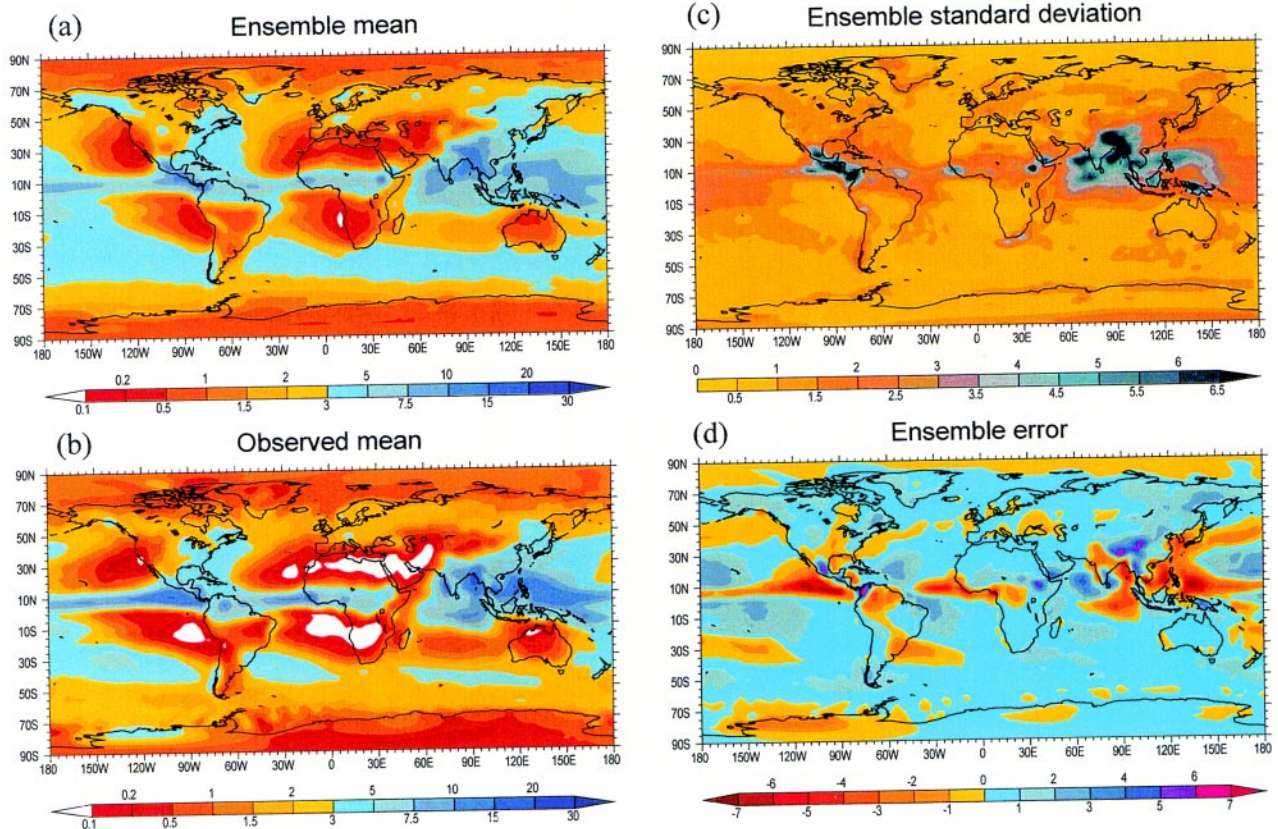 (a) Ensemble mean
90N
70N
50N
30N
10N
10S
30S
50S
70S
90S
180 150W 120W 90W 60W 30W 0 30E 60E 90E 120E 150E 180
0.2 1 2 5 10 20
0.1 0.5 1.5 3 7.5 15 30
(c) Ensemble standard deviation
90N
70N
50N
30N
10N
10S
30S
50S
70S
90S
180 150W 120W 90W 60W 30W 0 30E 60E 90E 120E 150E 180
0 1 2 3 4 5 6
0.5 1.5 2.5 3.5 4.5 5.5 6.5
(b) Observed mean
90N
70N
50N
30N
10N
10S
30S
50S
70S
90S
180 150W 120W 90W 60W 30W 0 30E 60E 90E 120E 150E 180
0.2 1 2 5 10 20
0.1 0.5 1.5 3 7.5 15 30
(d) Ensemble error
90N
70N
50N
30N
10N
10S
30S
50S
70S
90S
180 150W 120W 90W 60W 30W 0 30E 60E 90E 120E 150E 180
-6 -4 -2 0 2 4 6
-7 -5 -3 -1 1 3 5 7